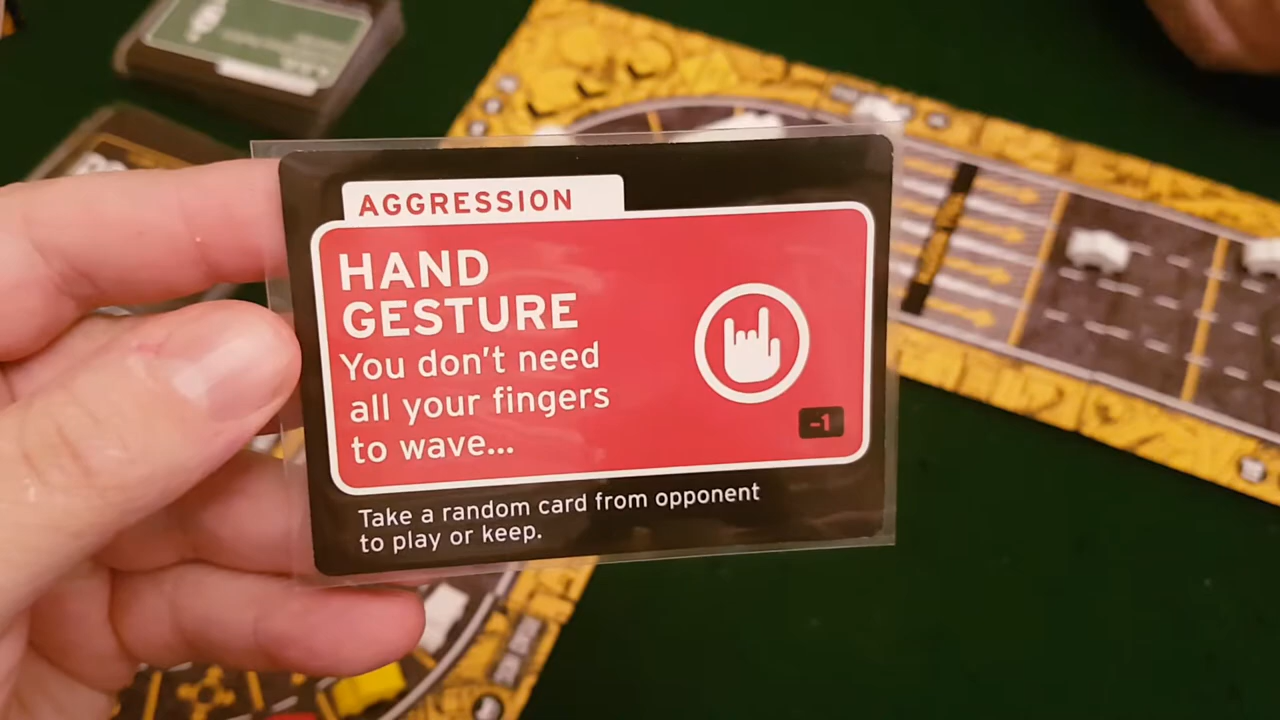 AGGRESSION
HAND
GESTURE
You don't need
all your fingers
to wave...
-1
Take a random card from opponent
to play or keep.